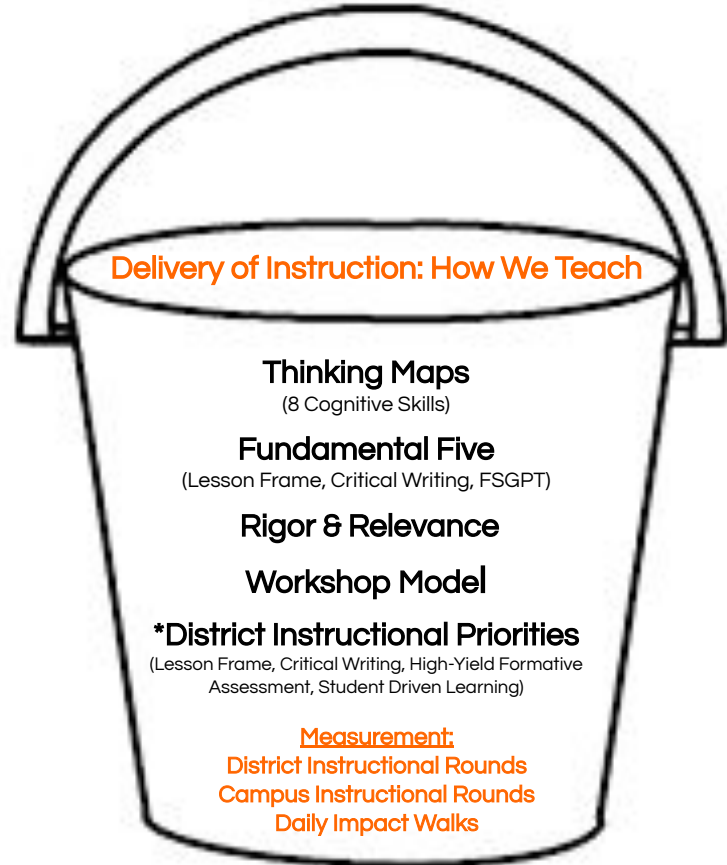 Delivery of Instruction: How We Teach
Thinking Maps
(8 Cognitive Skills)
Fundamental Five
(Lesson Frame, Critical Writing, FSGPT)
Rigor & Relevance
Workshop Model
*District Instructional Priorities
(Lesson Frame, Critical Writing, High-Yield Formative
Assessment, Student Driven Learning)
Measurement:
District Instructional Rounds
Campus Instructional Rounds
Daily Impact Walks